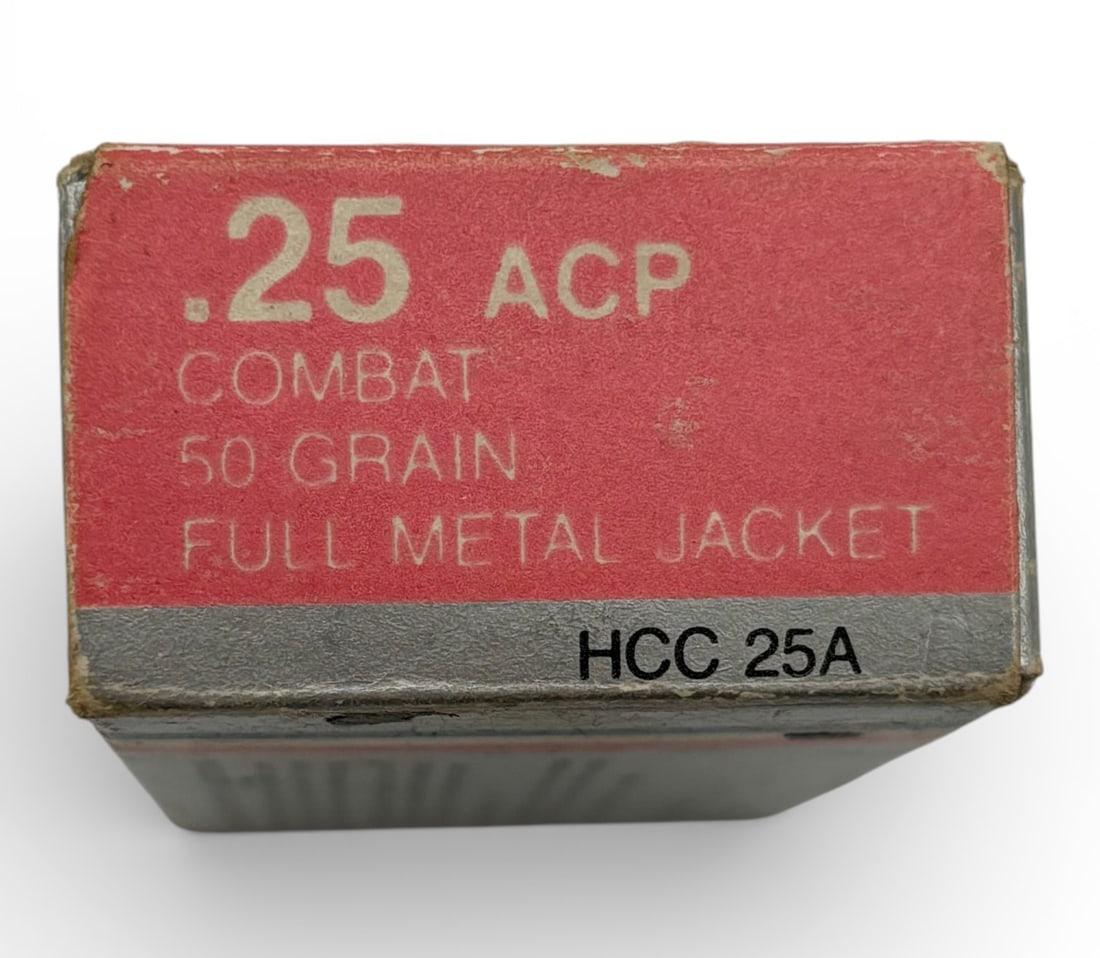 .25 ACP
COMBAT
50 GRAIN
FULL METAL JACKET
HCC 25A